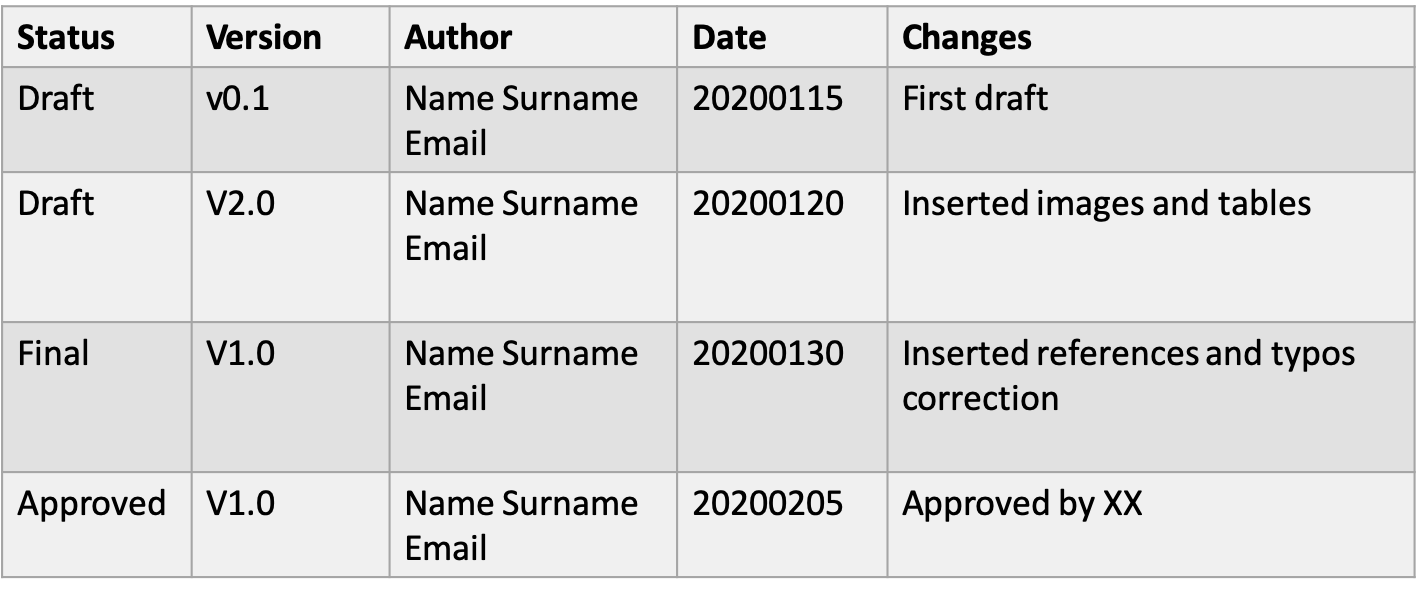 Status Version Author Date Changes
Draft v0.1 Name Surname 20200115 First draft
Email
Draft V2.0 Name Surname 20200120 Inserted images and tables
Email
Final V1.0 Name Surname 20200130 Inserted references and typos
Email correction
Approved V1.0 Name Surname 20200205 Approved by XX
Email